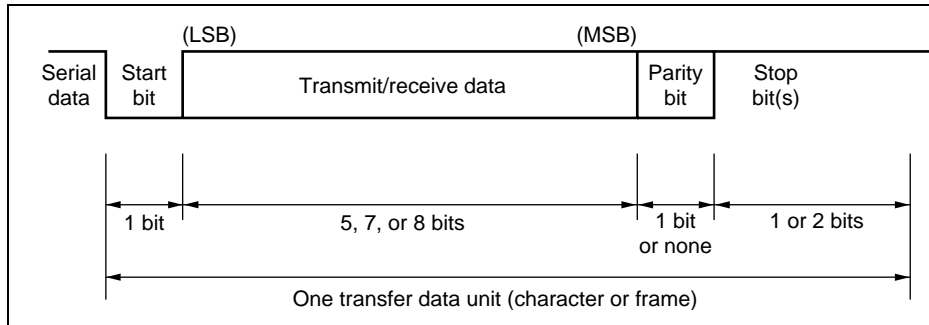 (LSB) (MSB)
Serial Start Transmit/receive data Parity Stop
data bit bit bit(s)
1 bit 5, 7, or 8 bits 1 bit 1 or 2 bits
or none
One transfer data unit (character or frame)